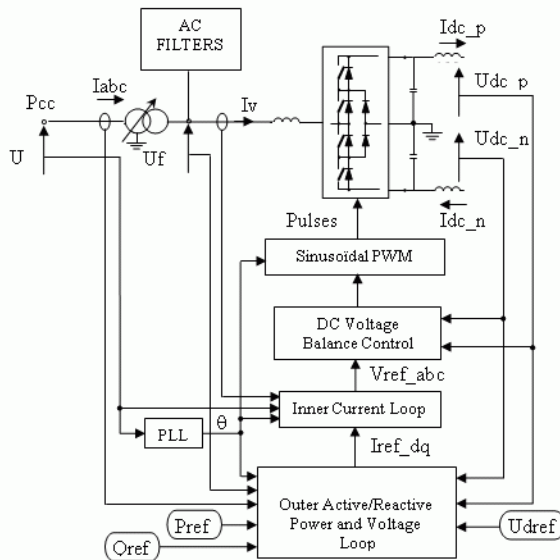 AC
FILTERS
Idc_p
Iabc
Iv
Udc_p
Pcc
U
Uf
Udc_n
Idc_n
Pulses
Sinusoïdal PWM
DC Voltage
Balance Control
Vref_abc
Inner Current Loop
PLL
θ
Iref_dq
Outer Active/Reactive
Power and Voltage
Loop
Pref
Qref
Udref